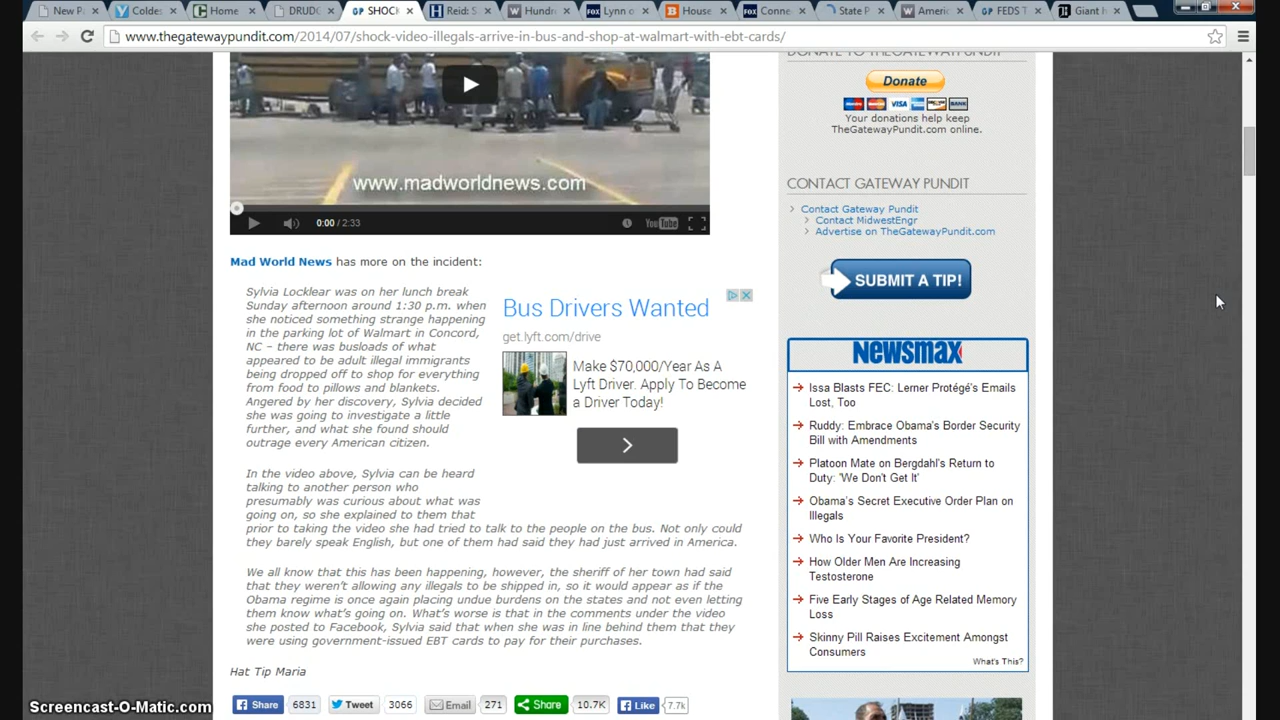 New P
Coldes
Home
DRUDG
GP SHOCK
Reid: S
Hundr
FOX Lynn o
House
FOX Conne
State P
Americ
GP FEDS T
Giant h
www.thegatewaypundit.com/2014/07/shock-video-illegals-arrive-in-bus-and-shop-at-walmart-with-ebt-cards/
www.madworldnews.com
0:00 / 2:33
YouTube
Mad World News has more on the incident:
Sylvia Locklear was on her lunch break
Sunday afternoon around 1:30 p.m. when
she noticed something strange happening
in the parking lot of Walmart in Concord,
NC – there was busloads of what
appeared to be adult illegal immigrants
being dropped off to shop for everything
from food to pillows and blankets.
Angered by her discovery, Sylvia decided
she was going to investigate a little
further, and what she found should
outrage every American citizen.
In the video above, Sylvia can be heard
talking to another person who
presumably was curious about what was
going on, so she explained to them that
prior to taking the video she had tried to talk to the people on the bus. Not only could
they barely speak English, but one of them had said they had just arrived in America.
We all know that this has been happening, however, the sheriff of her town had said
that they weren't allowing any illegals to be shipped in, so it would appear as if the
Obama regime is once again placing undue burdens on the states and not even letting
them know what's going on. What's worse is that in the comments under the video
she posted to Facebook, Sylvia said that when she was in line behind them that they
were using government-issued EBT cards to pay for their purchases.
Hat Tip Maria
Share 6831 Tweet 3066 Email 271 Share 10.7K Like 7.7k
Bus Drivers Wanted
get.lyft.com/drive
Make $70,000/Year As A
Lyft Driver. Apply To Become
a Driver Today!
DONATE TO THEGATEWAYPUNDIT
Donate
VISA
BANK
Your donations help keep
TheGatewayPundit.com online.
CONTACT GATEWAY PUNDIT
Contact Gateway Pundit
Contact MidwestEngr
Advertise on TheGatewayPundit.com
SUBMIT A TIP!
Newsmax
Issa Blasts FEC: Lerner Protégé's Emails
Lost, Too
Ruddy: Embrace Obama's Border Security
Bill with Amendments
Platoon Mate on Bergdahl's Return to
Duty: 'We Don't Get It'
Obama's Secret Executive Order Plan on
Illegals
Who Is Your Favorite President?
How Older Men Are Increasing
Testosterone
Five Early Stages of Age Related Memory
Loss
Skinny Pill Raises Excitement Amongst
Consumers
What's This?
Screencast-O-Matic.com